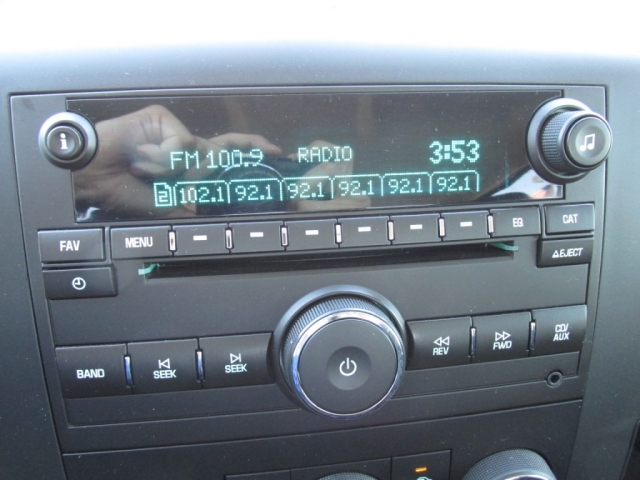 i
FM 100.9 RADIO 3:53
2 102.1 92.1 92.1 92.1 92.1 92.1
FAV MENU EQ CAT
EJECT
BAND SEEK SEEK REV FWD CD/
AUX